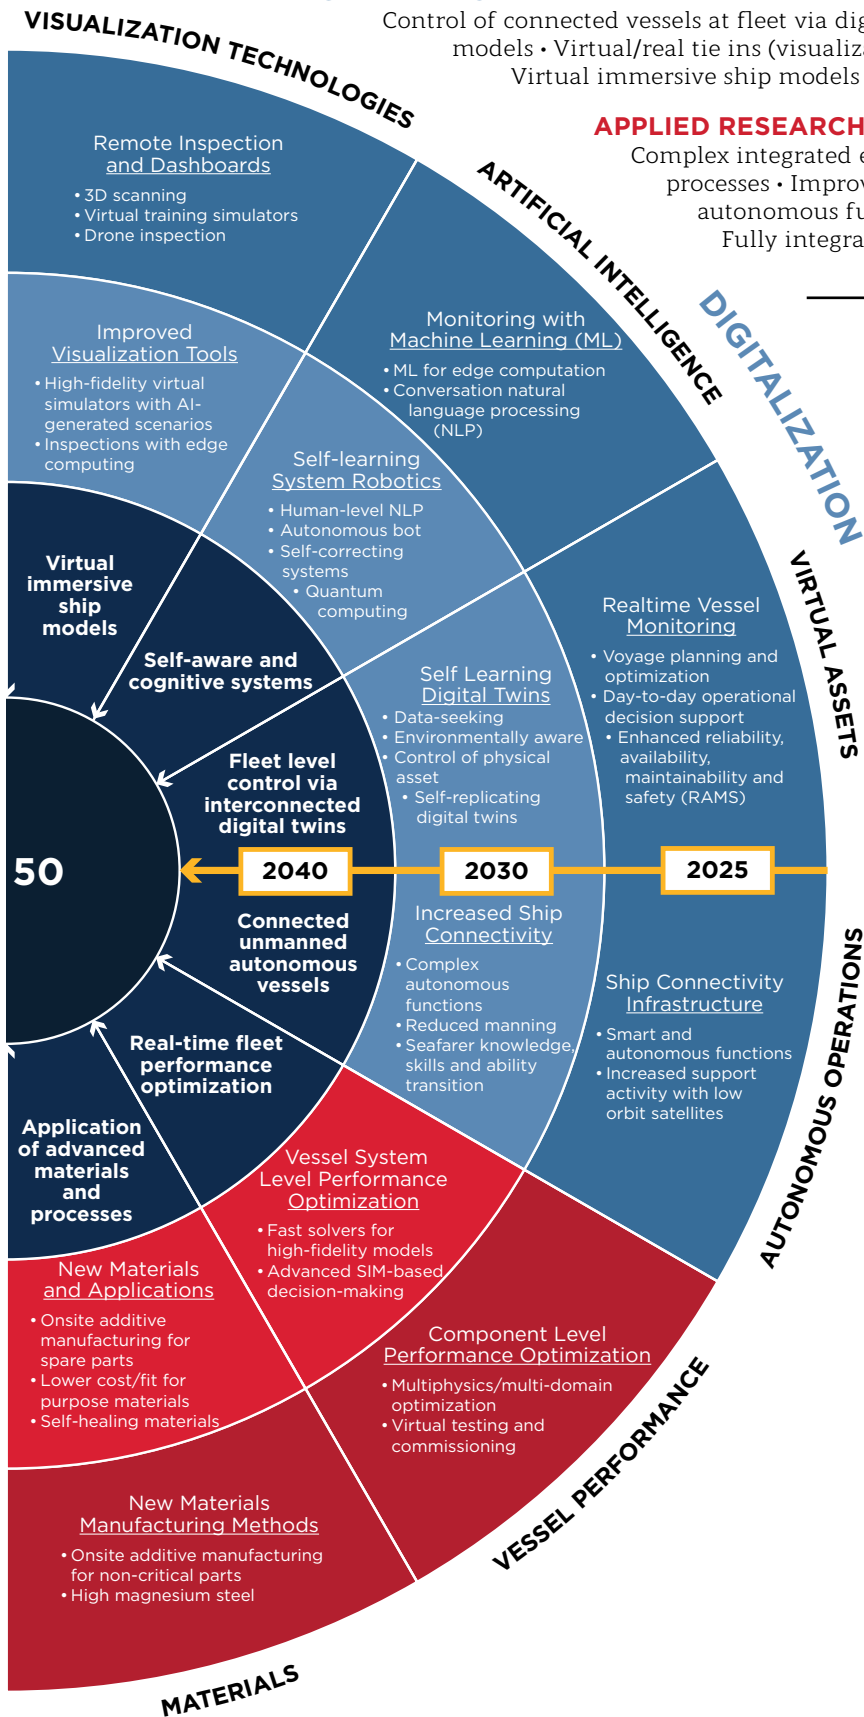 Control of connected vessels at fleet via dig
models • Virtual/real tie ins (visualiza
Virtual immersive ship models
APPLIED RESEARCH
Complex integrated e
processes • Improv
autonomous fu
Fully integra
VISUALIZATION TECHNOLOGIES
Remote Inspection
and Dashboards
• 3D scanning
• Virtual training simulators
• Drone inspection
Improved
Visualization Tools
• High-fidelity virtual
simulators with AI-
generated scenarios
• Inspections with edge
computing
Virtual
immersive
ship
models
ARTIFICIAL INTELLIGENCE
Monitoring with
Machine Learning (ML)
• ML for edge computation
• Conversation natural
language processing
(NLP)
Self-learning
System Robotics
• Human-level NLP
• Autonomous bot
• Self-correcting
systems
• Quantum
computing
Self-aware and
cognitive systems
DIGITALIZATION
VIRTUAL ASSETS
Realtime Vessel
Monitoring
• Voyage planning and
optimization
• Day-to-day operational
decision support
• Enhanced reliability,
availability,
maintainability and
safety (RAMS)
Self Learning
Digital Twins
• Data-seeking
• Environmentally aware
• Control of physical
asset
• Self-replicating
digital twins
Fleet level
control via
interconnected
digital twins
50
2040
2030
2025
Connected
unmanned
autonomous
vessels
Increased Ship
Connectivity
• Complex
autonomous
functions
• Reduced manning
• Seafarer knowledge,
skills and ability
transition
Ship Connectivity
Infrastructure
• Smart and
autonomous functions
• Increased support
activity with low
orbit satellites
AUTONOMOUS OPERATIONS
Real-time fleet
performance
optimization
Vessel System
Level Performance
Optimization
• Fast solvers for
high-fidelity models
• Advanced SIM-based
decision-making
Component Level
Performance Optimization
• Multiphysics/multi-domain
optimization
• Virtual testing and
commissioning
VESSEL PERFORMANCE
Application
of advanced
materials
and
processes
New Materials
and Applications
• Onsite additive
manufacturing for
spare parts
• Lower cost/fit for
purpose materials
• Self-healing materials
New Materials
Manufacturing Methods
• Onsite additive manufacturing
for non-critical parts
• High magnesium steel
MATERIALS